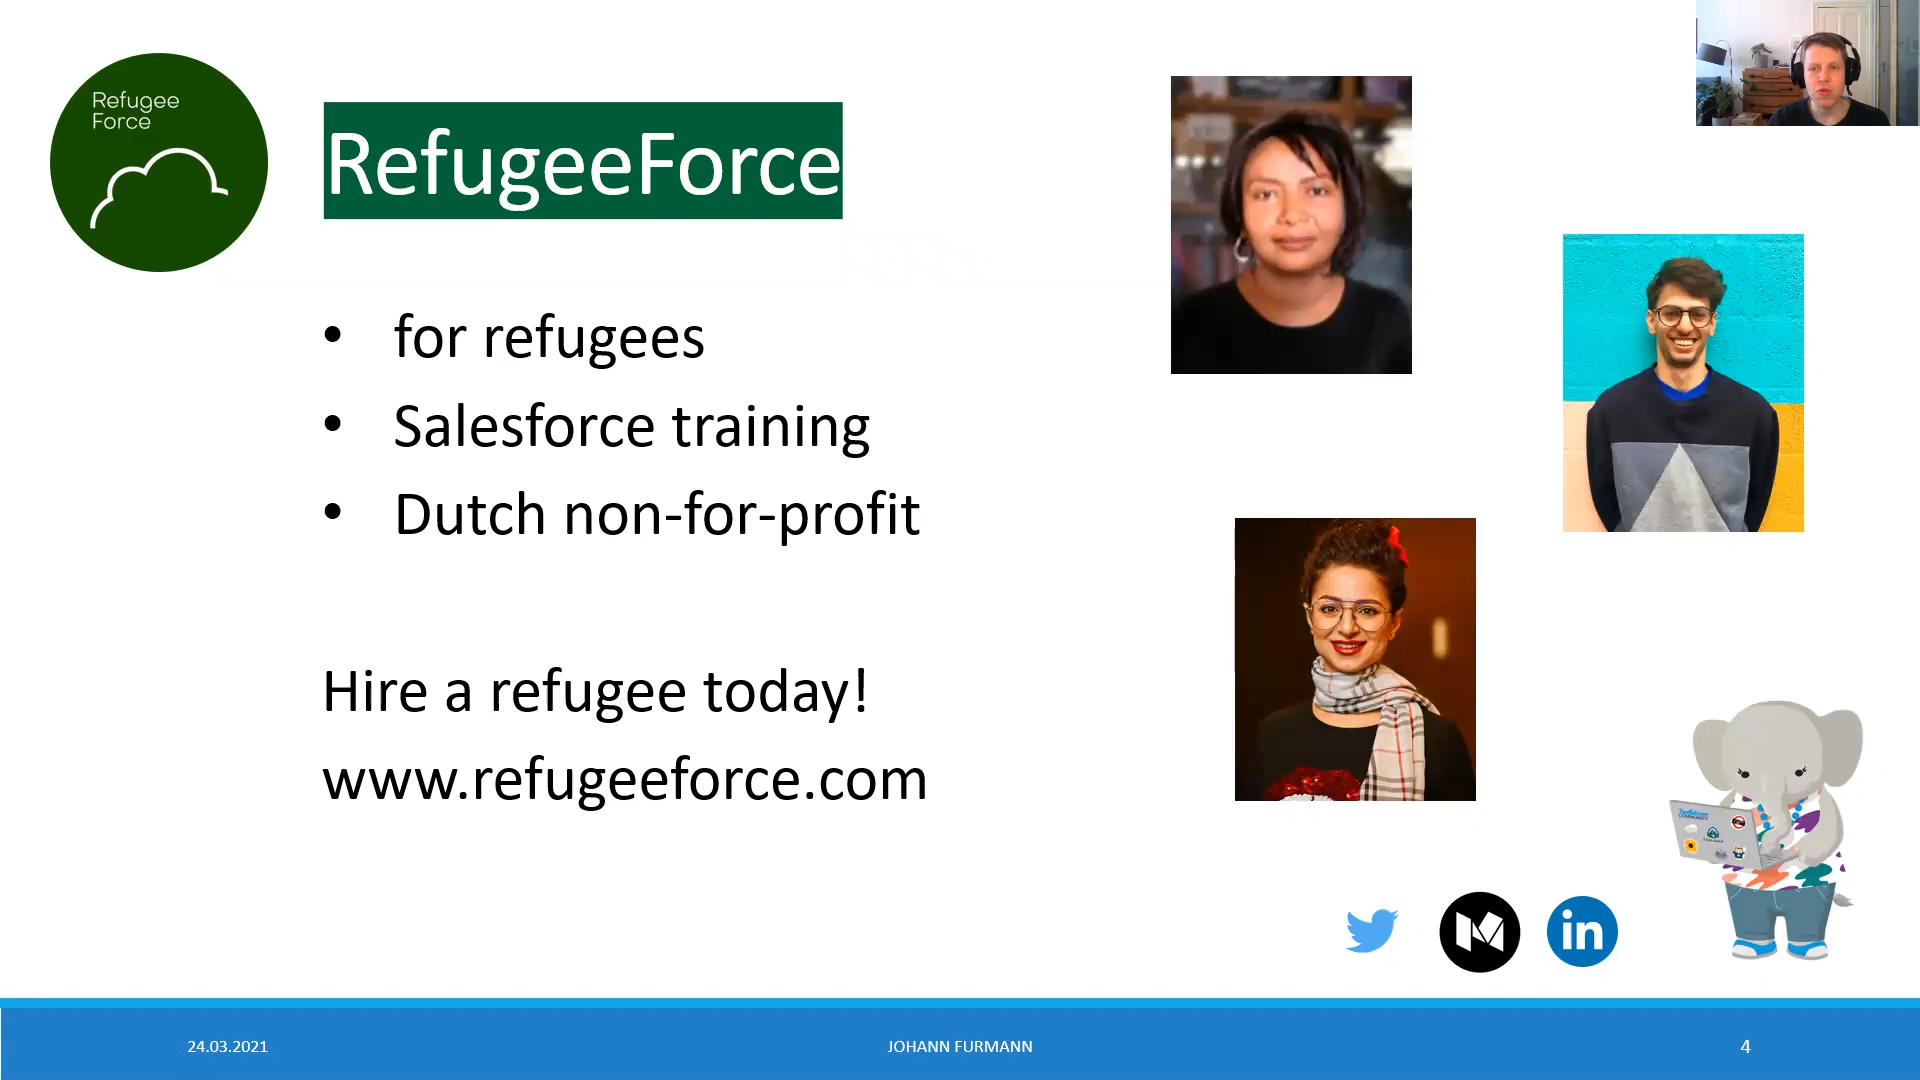 Refugee
Force
RefugeeForce
• for refugees
• Salesforce training
• Dutch non-for-profit
Hire a refugee today!
www.refugeeforce.com
in
24.03.2021
JOHANN FURMANN
4